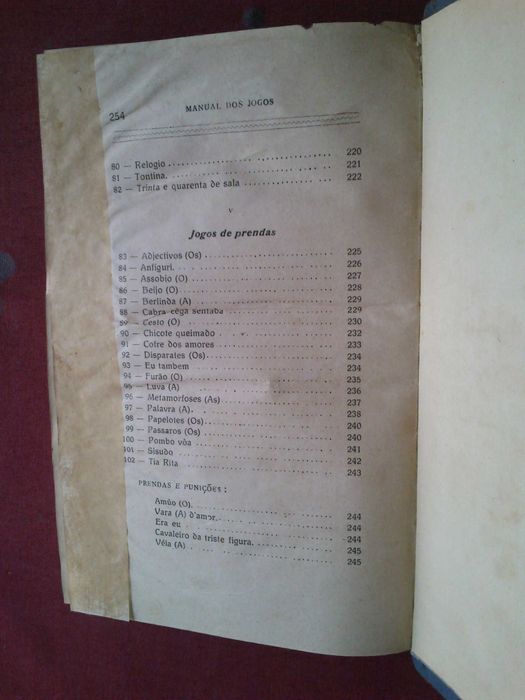 254 MANUAL DOS JOGOS
80 — Relogio 220
81 — Tontina. 221
82 — Trinta e quarenta de sala 222
V
Jogos de prendas
83 — Adjectivos (Os) 225
84 — Anfiguri. 226
85 — Assobio (O) 227
86 — Beijo (O) 228
87 — Berlinda (A) 229
88 — Cabra cega sentada 229
89 — Cesto (O) 230
90 — Chicote queimado 232
91 — Cofre dos amores 233
92 — Disparates (Os) 234
93 — Eu tambem 234
94 — Furão (O) 235
95 — Luva (A) 236
96 — Metamorfoses (As) 237
97 — Palavra (A). 238
98 — Papelotes (Os) 240
99 — Passaros (Os) 240
100 — Pombo vôa 241
101 — Sisudo 242
102 — Tia Rita 243
PRENDAS E PUNIÇÕES :
Amúo (O). 244
Vara (A) d'amor. 244
Era eu 244
Cavaleiro da triste figura. 245
Véla (A) 245